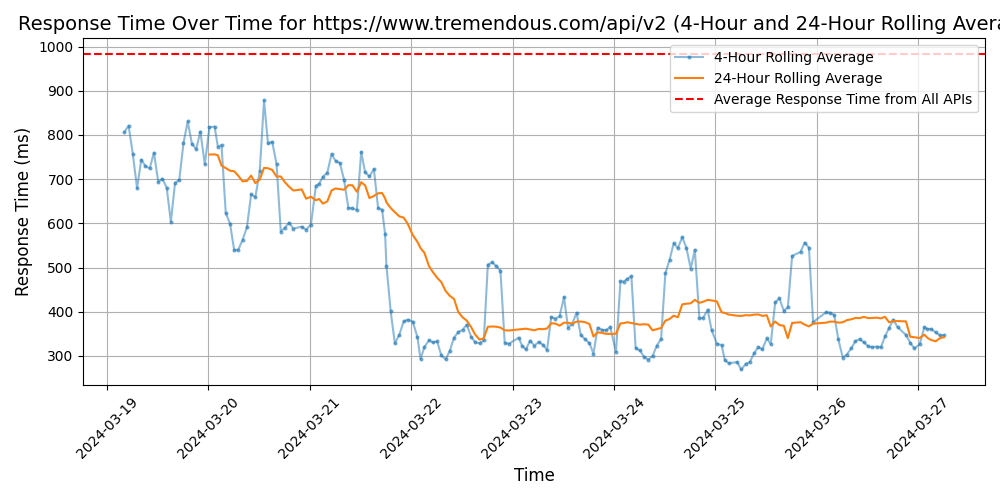 Response Time Over Time for https://www.tremendous.com/api/v2 (4-Hour and 24-Hour Rolling Avera
4-Hour Rolling Average
24-Hour Rolling Average
Average Response Time from All APIs
Response Time (ms)
1000
900
800
700
600
500
400
300
2024-03-19
2024-03-20
2024-03-21
2024-03-22
2024-03-23
2024-03-24
2024-03-25
2024-03-26
2024-03-27
Time